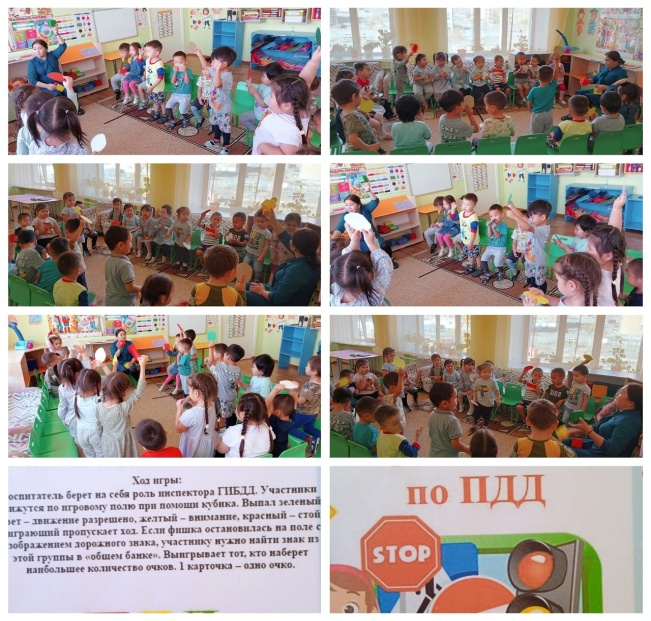 Ход игры:
оспитатель берет на себя роль инспектора ГИБДД. Участники
ижутся по игровому полю при помощи кубика. Выпал зеленый
вет – движение разрешено, желтый – внимание, красный – стой
играющий пропускает ход. Если фишка остановилась на поле с
зображением дорожного знака, участнику нужно найти знак из
этой группы в «общем банке». Выигрывает тот, кто наберет
наибольшее количество очков. 1 карточка – одно очко.
по ПДД
STOP